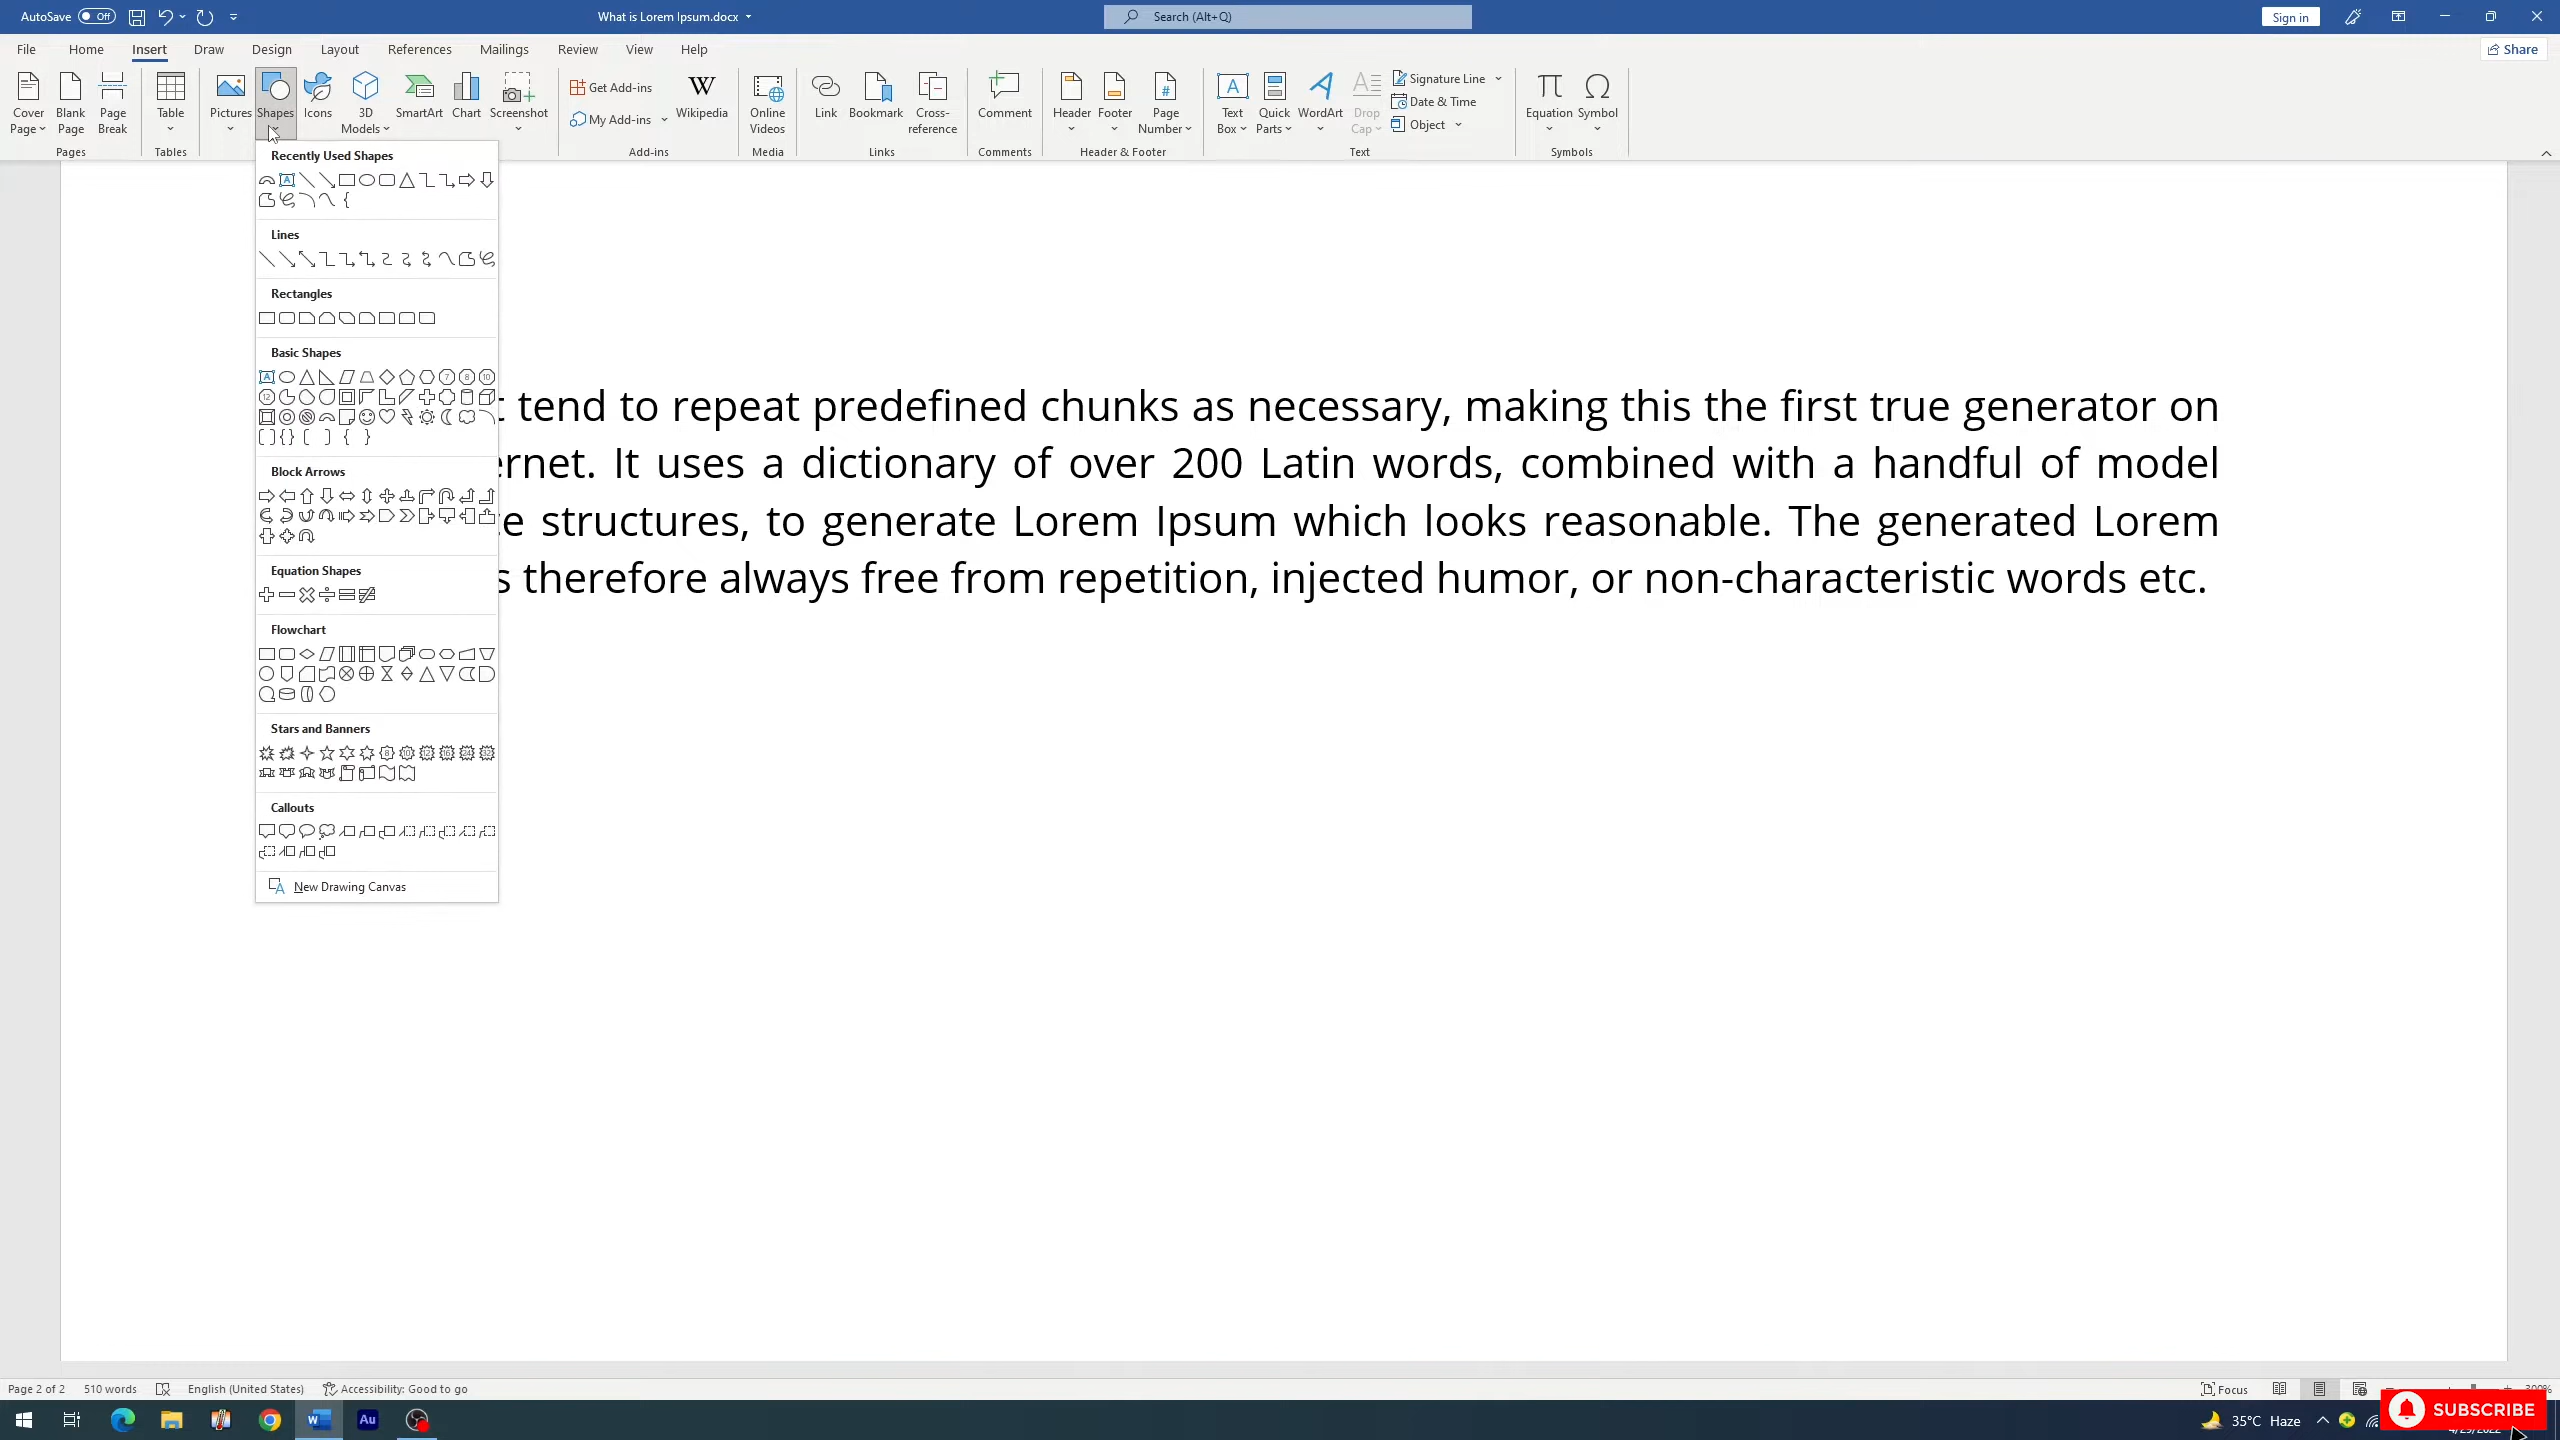 AutoSave Off
What is Lorem Ipsum.docx
Search (Alt+Q)
Sign in
File Home Insert Draw Design Layout References Mailings Review View Help
Share
Cover Page
Blank Page
Page Break
Table
Pictures
Shapes
Icons
3D Models
SmartArt
Chart
Screenshot
Get Add-ins
My Add-ins
W
Wikipedia
Online Videos
Link
Bookmark
Cross-reference
Comment
Header
Footer
Page Number
Text Box
Quick Parts
WordArt
Drop Cap
Signature Line
Date & Time
Object
Equation
Symbol
Pages
Tables
Add-ins
Media
Links
Comments
Header & Footer
Text
Symbols
Recently Used Shapes
Lines
Rectangles
Basic Shapes
Block Arrows
Equation Shapes
Flowchart
Stars and Banners
Callouts
New Drawing Canvas
t tend to repeat predefined chunks as necessary, making this the first true generator on
ernet. It uses a dictionary of over 200 Latin words, combined with a handful of model
e structures, to generate Lorem Ipsum which looks reasonable. The generated Lorem
s therefore always free from repetition, injected humor, or non-characteristic words etc.
Page 2 of 2 510 words English (United States) Accessibility: Good to go
Focus
Au
35°C Haze
SUBSCRIBE